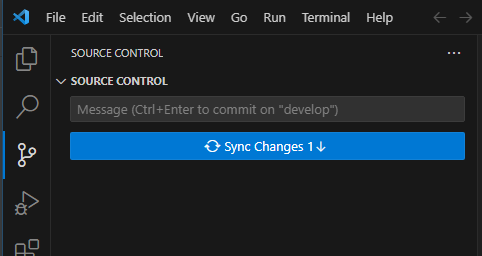 File Edit Selection View Go Run Terminal Help
SOURCE CONTROL
SOURCE CONTROL
Message (Ctrl+Enter to commit on "develop")
Sync Changes 1↓